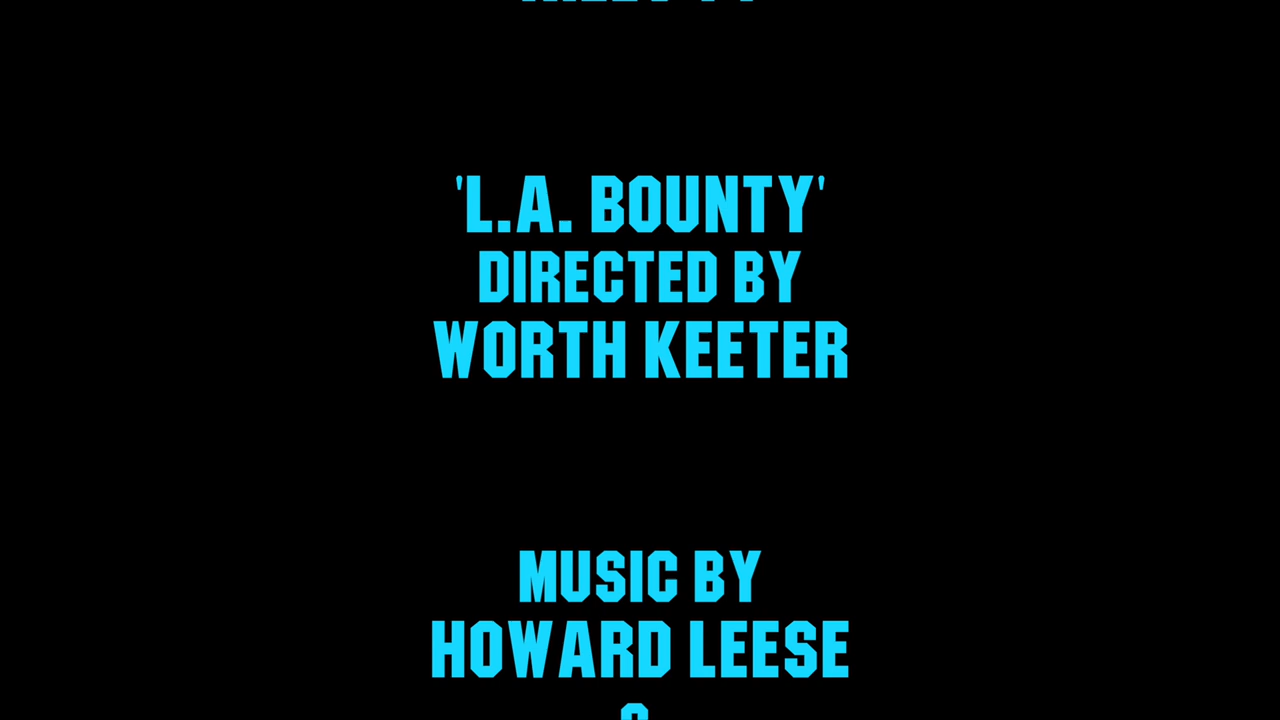 'L.A. BOUNTY'
DIRECTED BY
WORTH KEETER
MUSIC BY
HOWARD LEESE